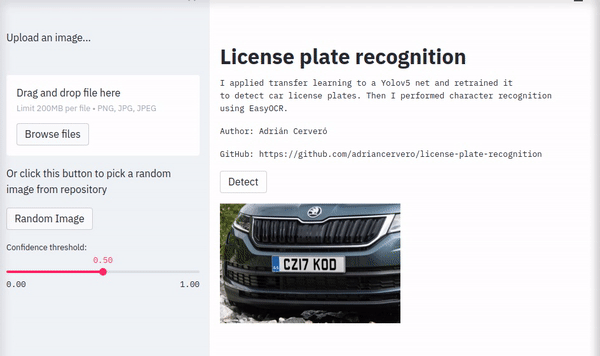 Upload an image...
Drag and drop file here
Limit 200MB per file • PNG, JPG, JPEG
Browse files
Or click this button to pick a random
image from repository
Random Image
Confidence threshold:
0.50
0.00
1.00
License plate recognition
I applied transfer learning to a Yolov5 net and retrained it
to detect car license plates. Then I performed character recognition
using EasyOCR.
Author: Adrián Cerveró
GitHub: https://github.com/adriancervero/license-plate-recognition
Detect
CZ17 KOD